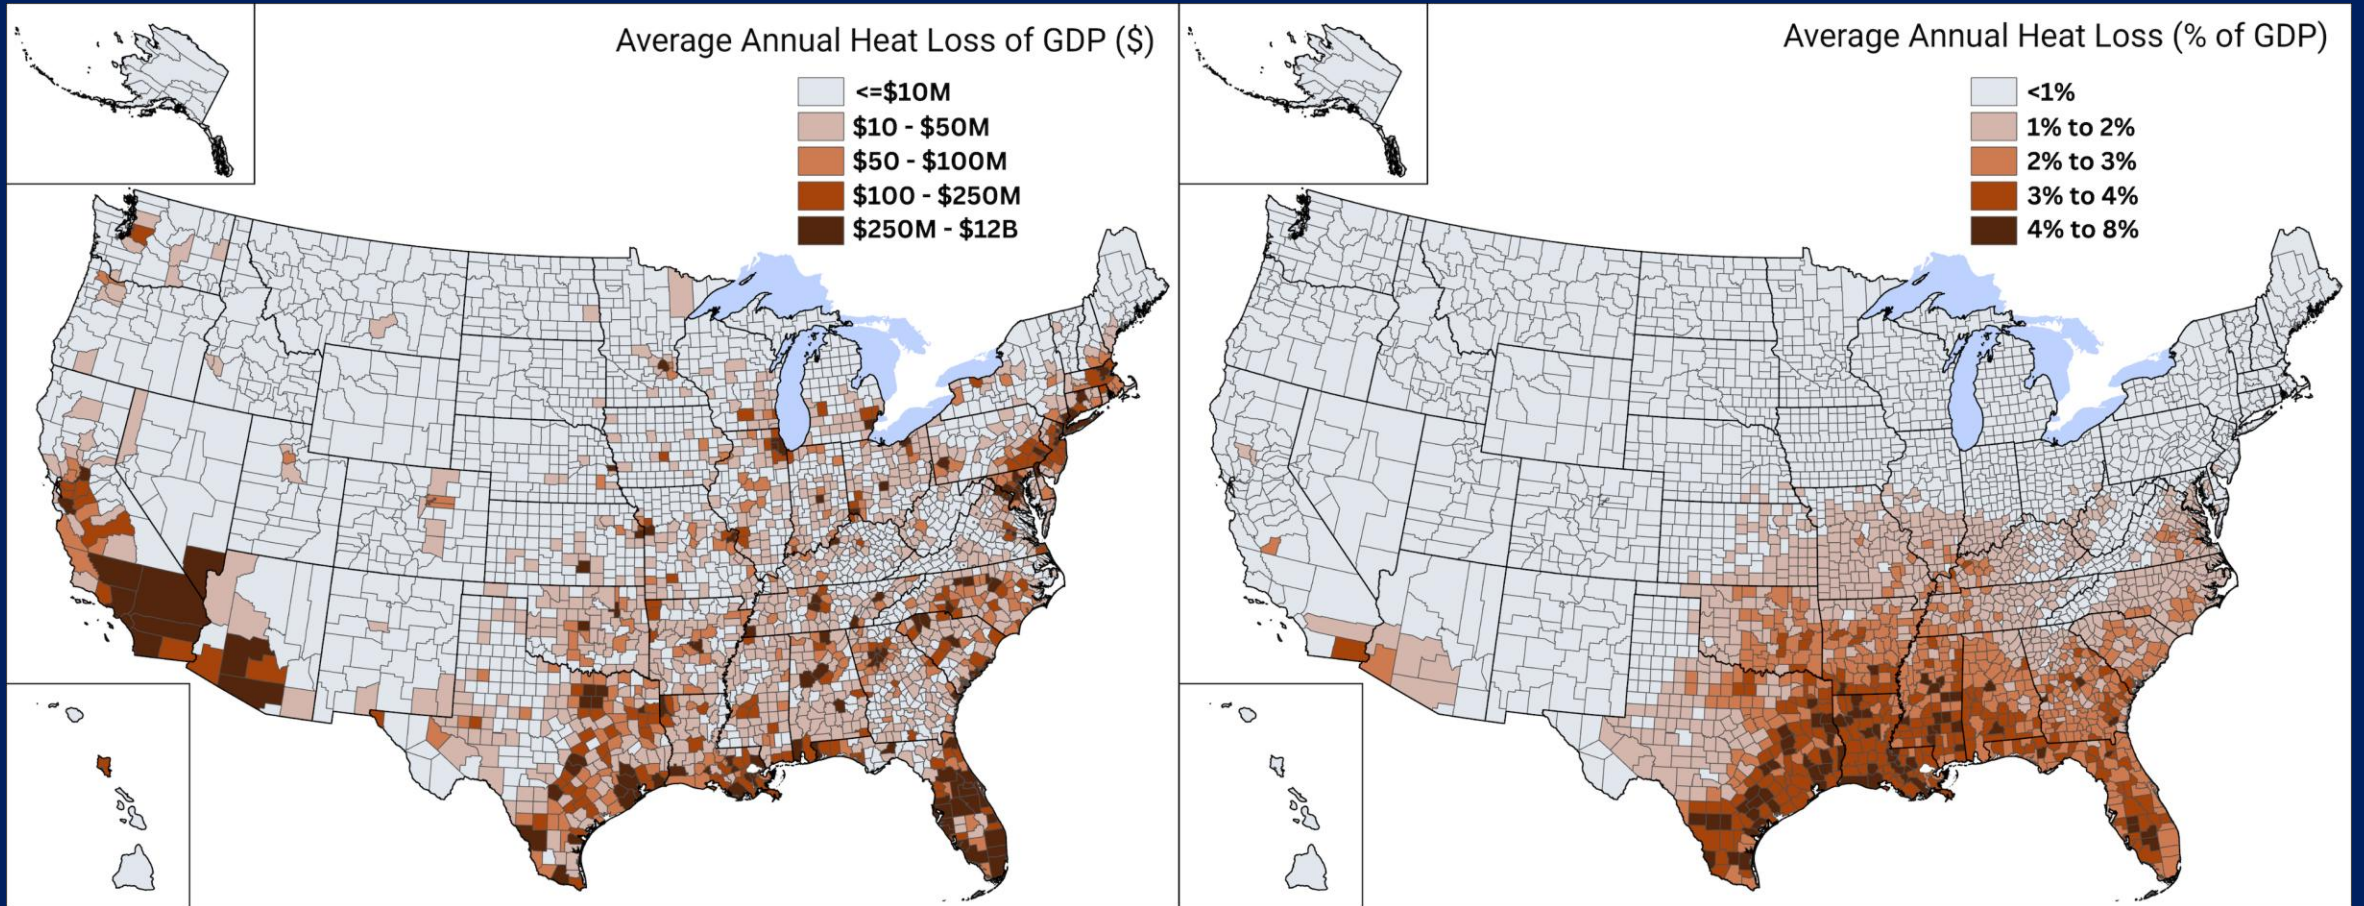 Average Annual Heat Loss of GDP ($)
<=$10M
$10 - $50M
$50 - $100M
$100 - $250M
$250M - $12B
Average Annual Heat Loss (% of GDP)
<1%
1% to 2%
2% to 3%
3% to 4%
4% to 8%